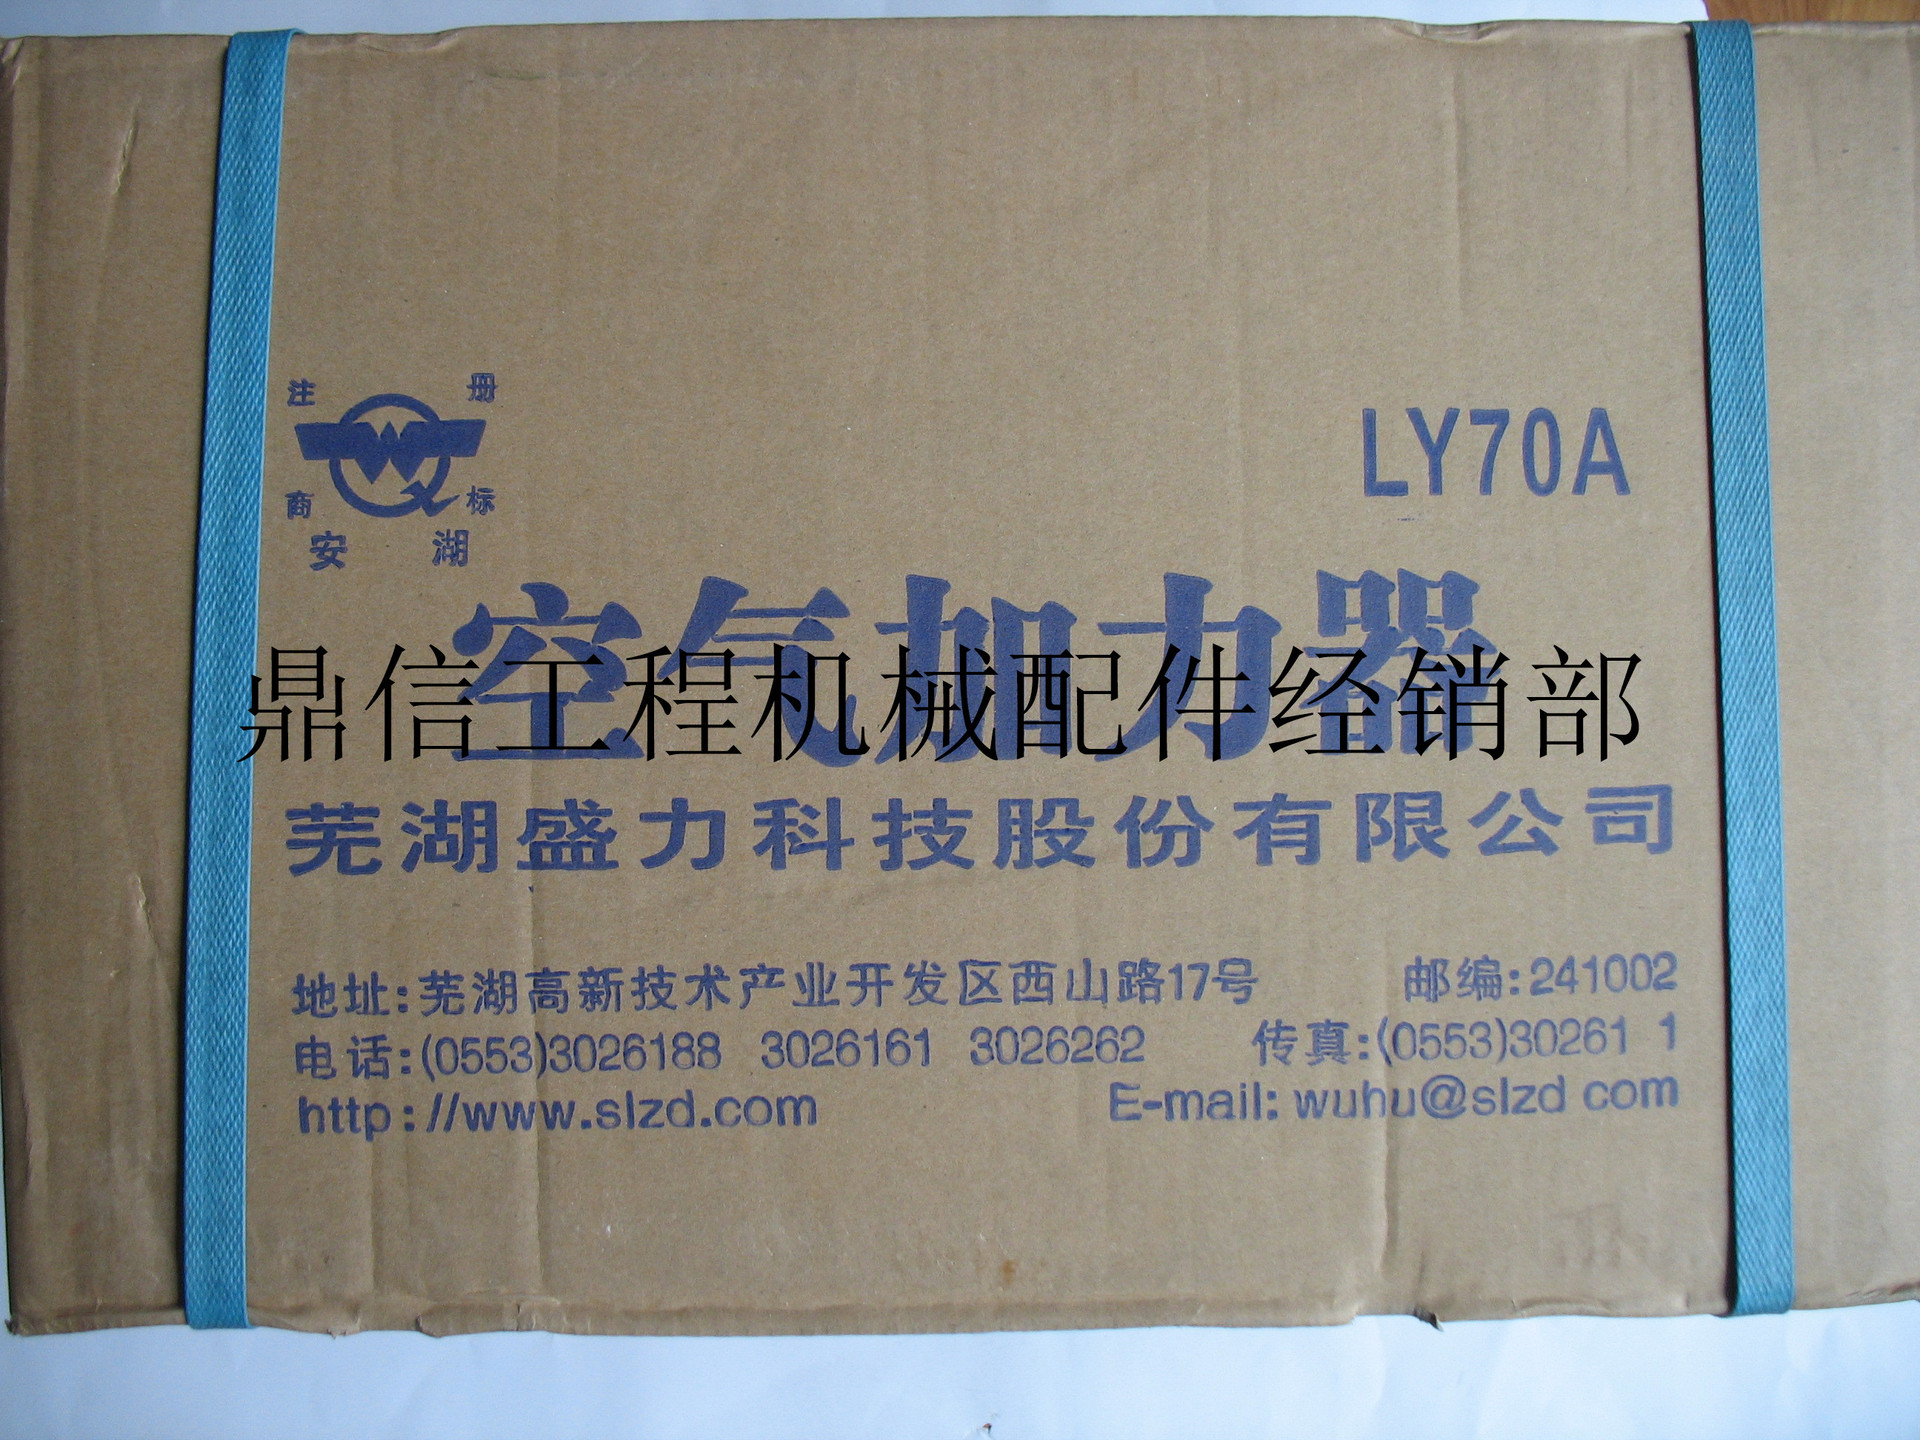 注 册
商 标
安 湖
LY70A
空气加力器
鼎信工程机械配件经销部
芜湖盛力科技股份有限公司
地址:芜湖高新技术产业开发区西山路17号 邮编:241002
电话:(0553)3026188 3026161 3026262 传真:(0553)30261 1
http://www.slzd.com E-mail: wuhu@slzd com